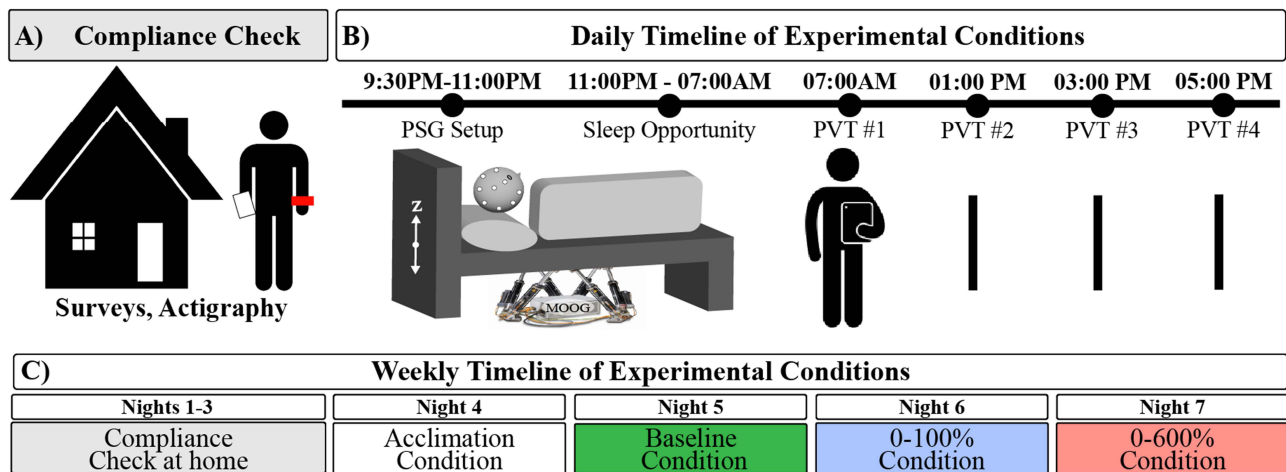 A) Compliance Check
Surveys, Actigraphy
B) Daily Timeline of Experimental Conditions
9:30PM-11:00PM 11:00PM - 07:00AM 07:00AM 01:00 PM 03:00 PM 05:00 PM
PSG Setup Sleep Opportunity PVT #1 PVT #2 PVT #3 PVT #4
z
MOOG
C) Weekly Timeline of Experimental Conditions
Nights 1-3 Night 4 Night 5 Night 6 Night 7
Compliance Acclimation Baseline 0-100% 0-600%
Check at home Condition Condition Condition Condition